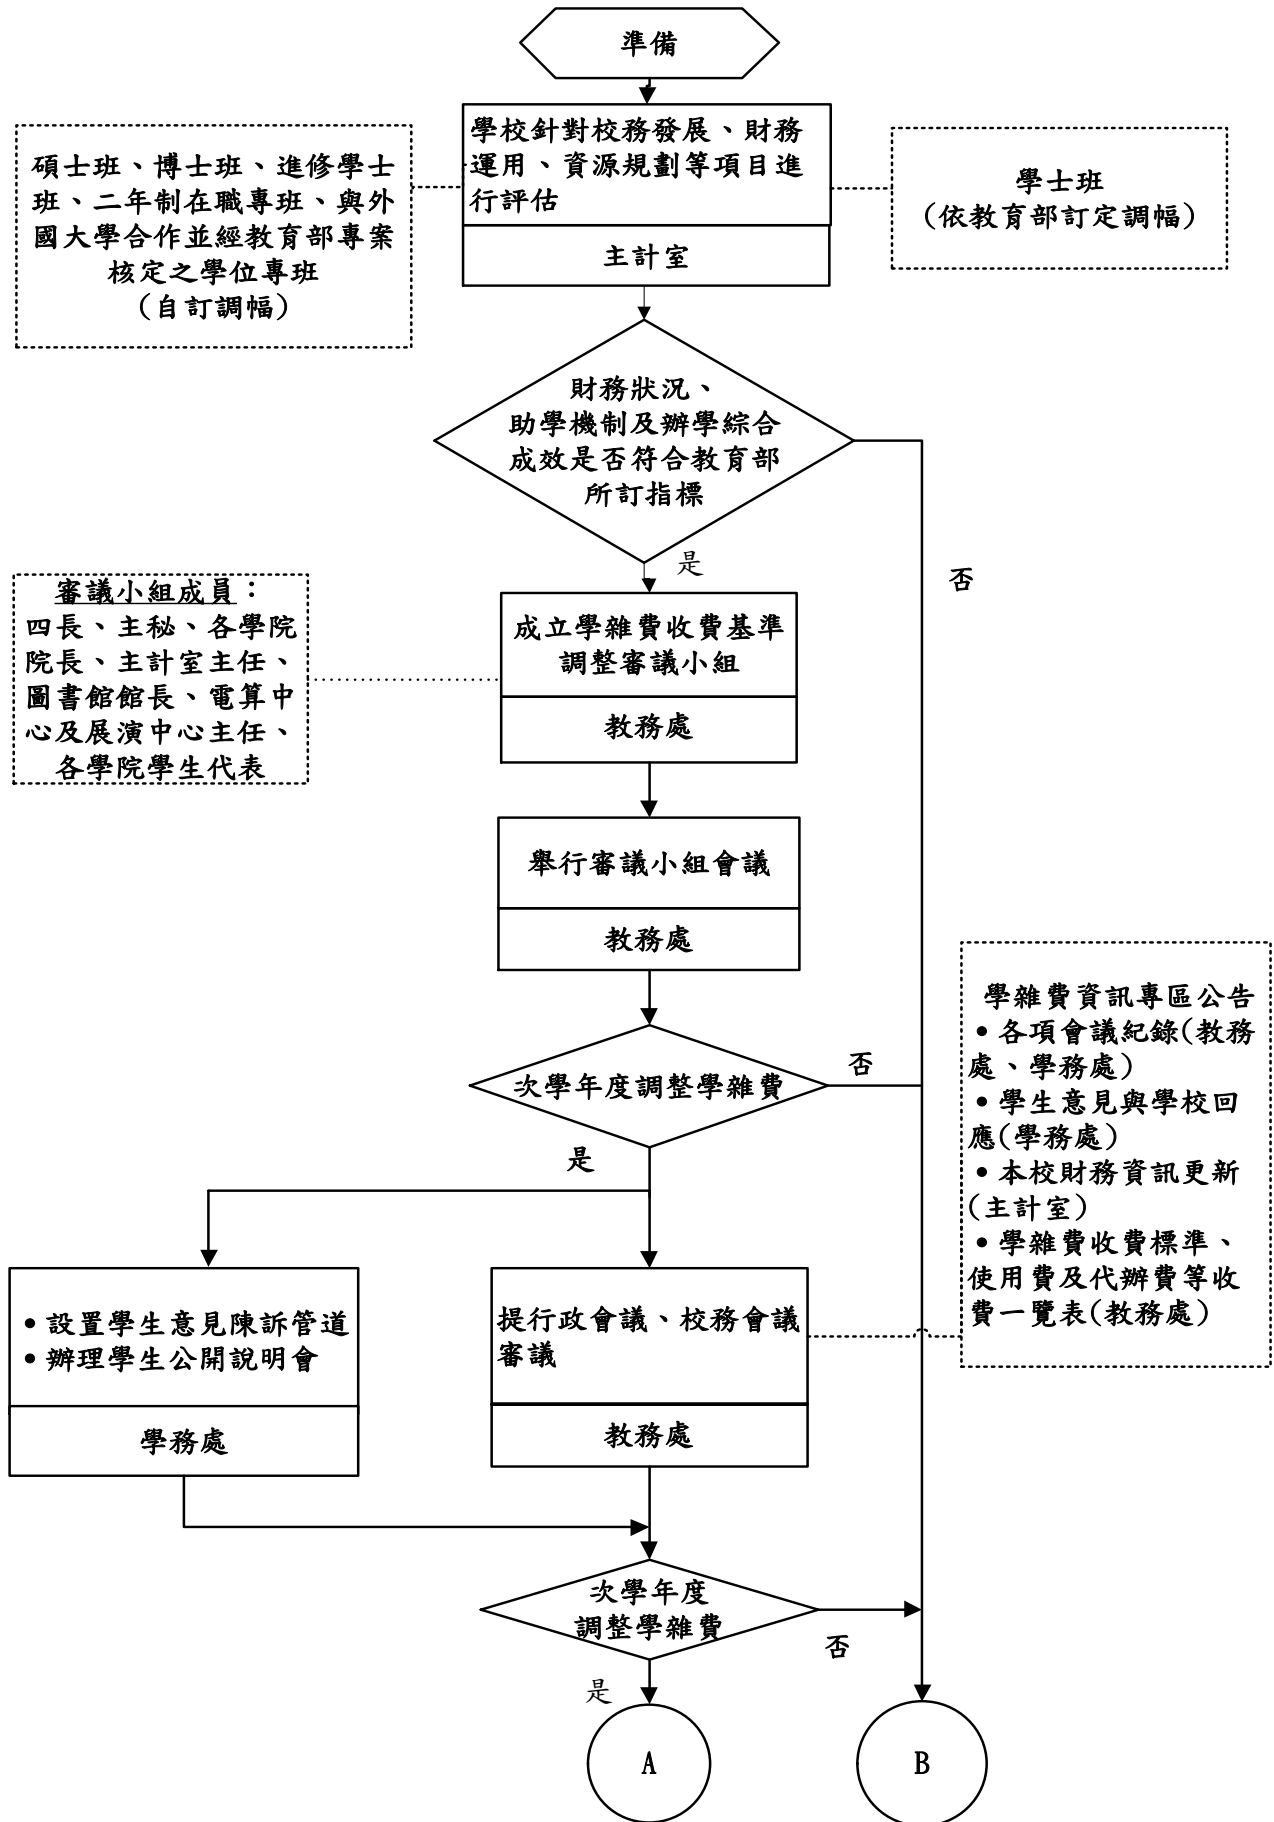 準備
學校針對校務發展、財務
運用、資源規劃等項目進
行評估
主計室
碩士班、博士班、進修學士
班、二年制在職專班、與外
國大學合作並經教育部專案
核定之學位專班
(自訂調幅)
學士班
(依教育部訂定調幅)
財務狀況、
助學機制及辦學綜合
成效是否符合教育部
所訂指標
是
否
審議小組成員：
四長、主秘、各學院
院長、主計室主任、
圖書館館長、電算中
心及展演中心主任、
各學院學生代表
成立學雜費收費基準
調整審議小組
教務處
舉行審議小組會議
教務處
次學年度調整學雜費
否
是
學雜費資訊專區公告
• 各項會議紀錄(教務
處、學務處)
• 學生意見與學校回
應(學務處)
• 本校財務資訊更新
(主計室)
• 學雜費收費標準、
使用費及代辦費等收
費一覽表(教務處)
• 設置學生意見陳訴管道
• 辦理學生公開說明會
學務處
提行政會議、校務會議
審議
教務處
次學年度
調整學雜費
否
是
A
B